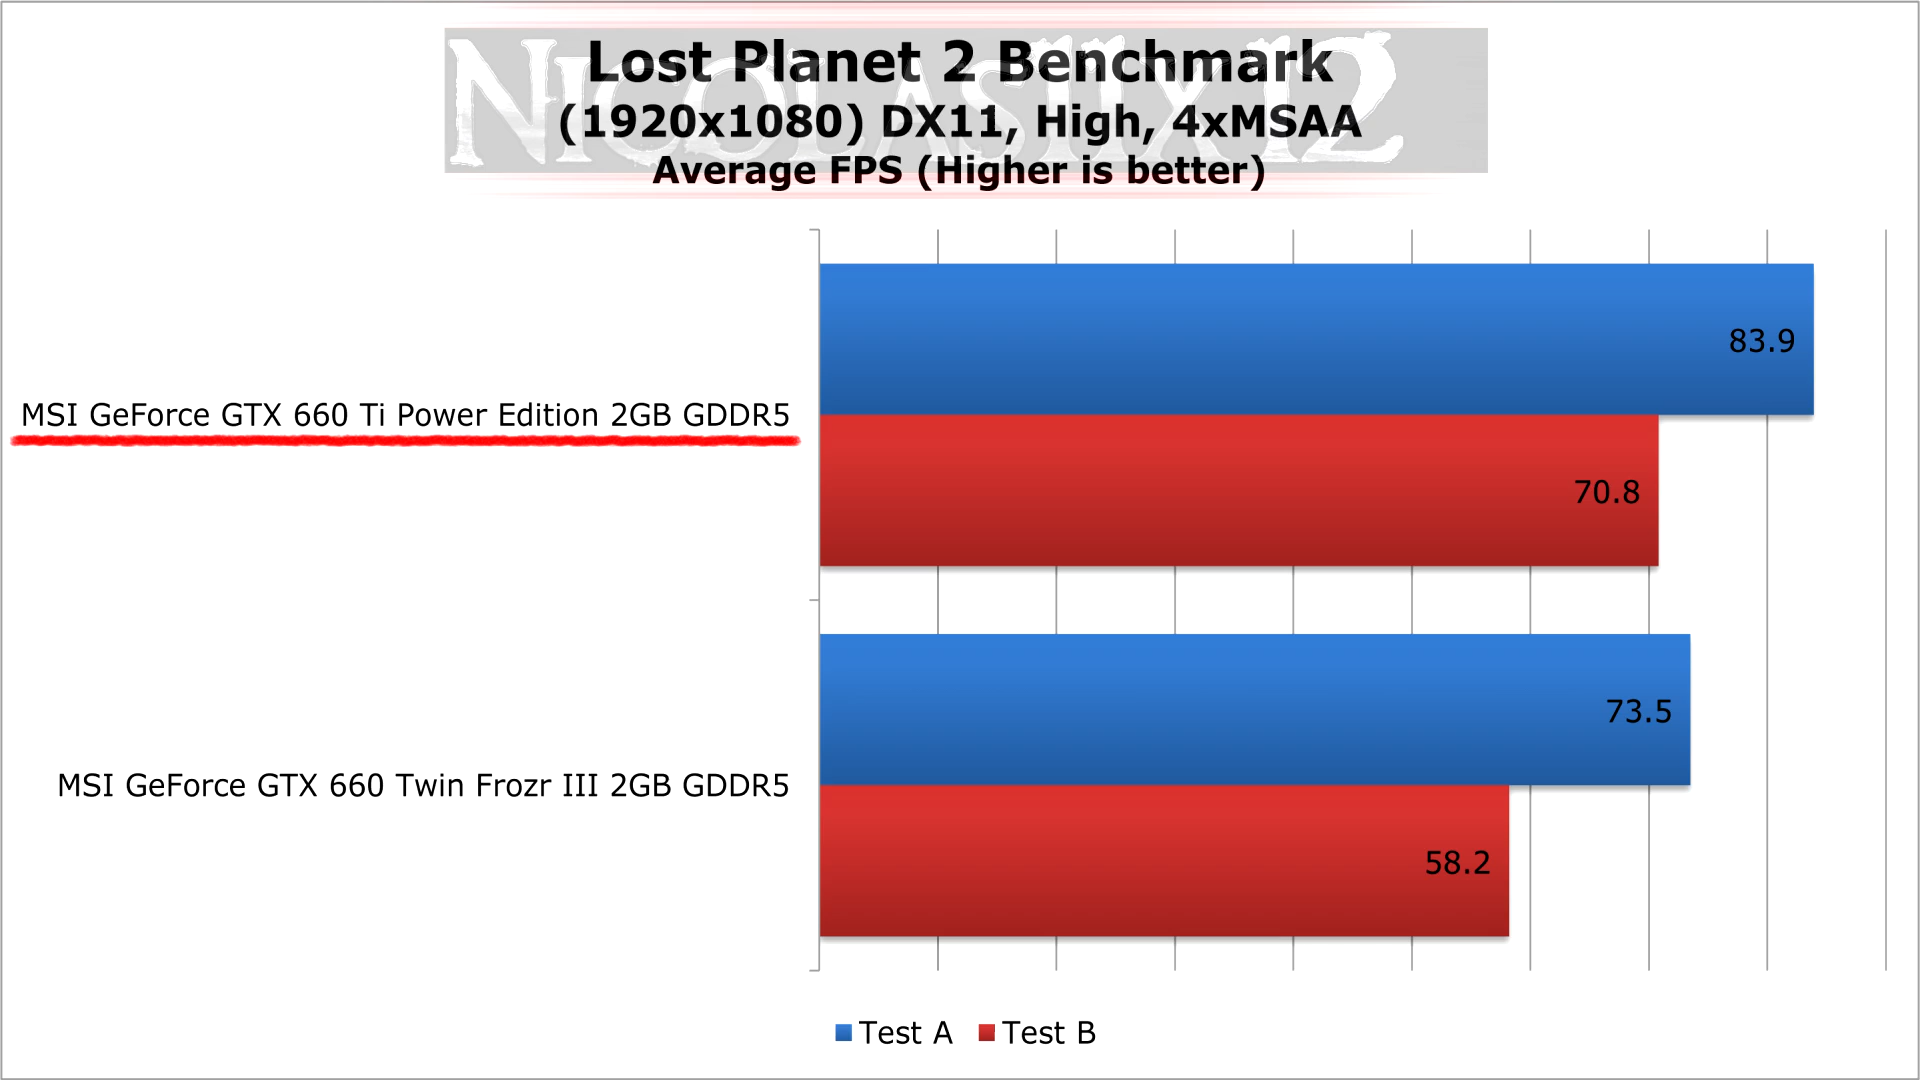 NICOLAS11X12
Lost Planet 2 Benchmark
(1920x1080) DX11, High, 4xMSAA
Average FPS (Higher is better)
83.9
MSI GeForce GTX 660 Ti Power Edition 2GB GDDR5
70.8
73.5
MSI GeForce GTX 660 Twin Frozr III 2GB GDDR5
58.2
Test A Test B